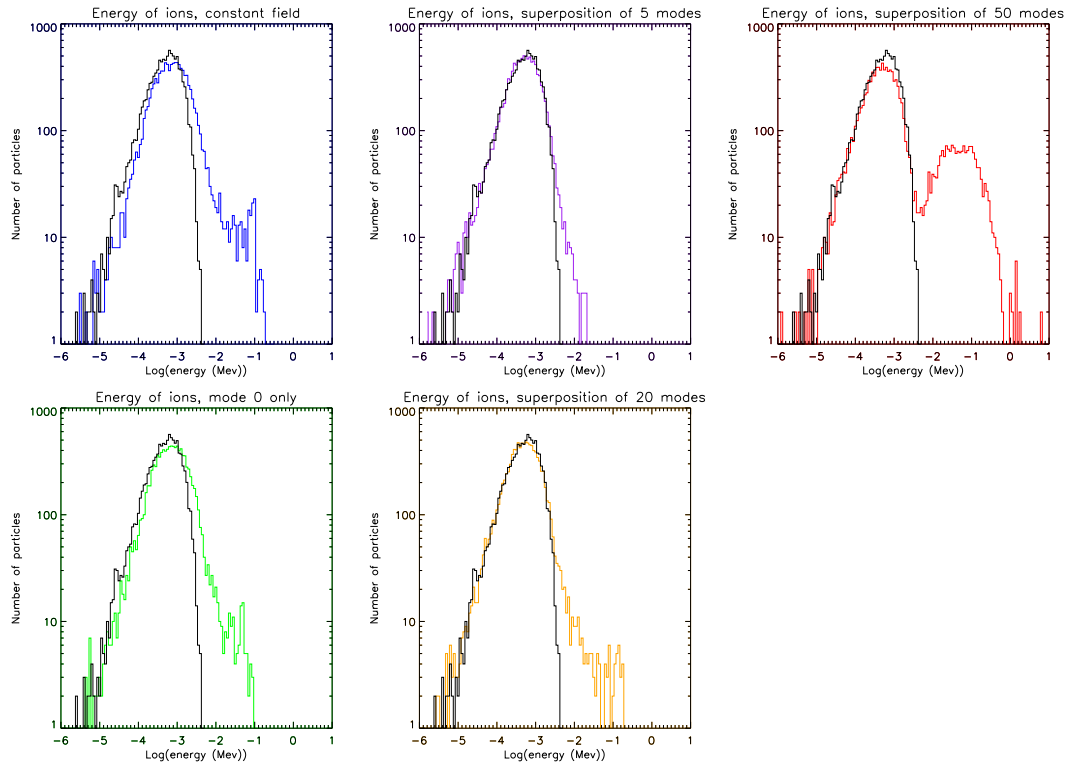 Energy of ions, constant field
1000
100
10
1
Number of particles
-6 -5 -4 -3 -2 -1 0 1
Log(energy (Mev))
Energy of ions, superposition of 5 modes
1000
100
10
1
Number of particles
-6 -5 -4 -3 -2 -1 0 1
Log(energy (Mev))
Energy of ions, superposition of 50 modes
1000
100
10
1
Number of particles
-6 -5 -4 -3 -2 -1 0 1
Log(energy (Mev))
Energy of ions, mode 0 only
1000
100
10
1
Number of particles
-6 -5 -4 -3 -2 -1 0 1
Log(energy (Mev))
Energy of ions, superposition of 20 modes
1000
100
10
1
Number of particles
-6 -5 -4 -3 -2 -1 0 1
Log(energy (Mev))